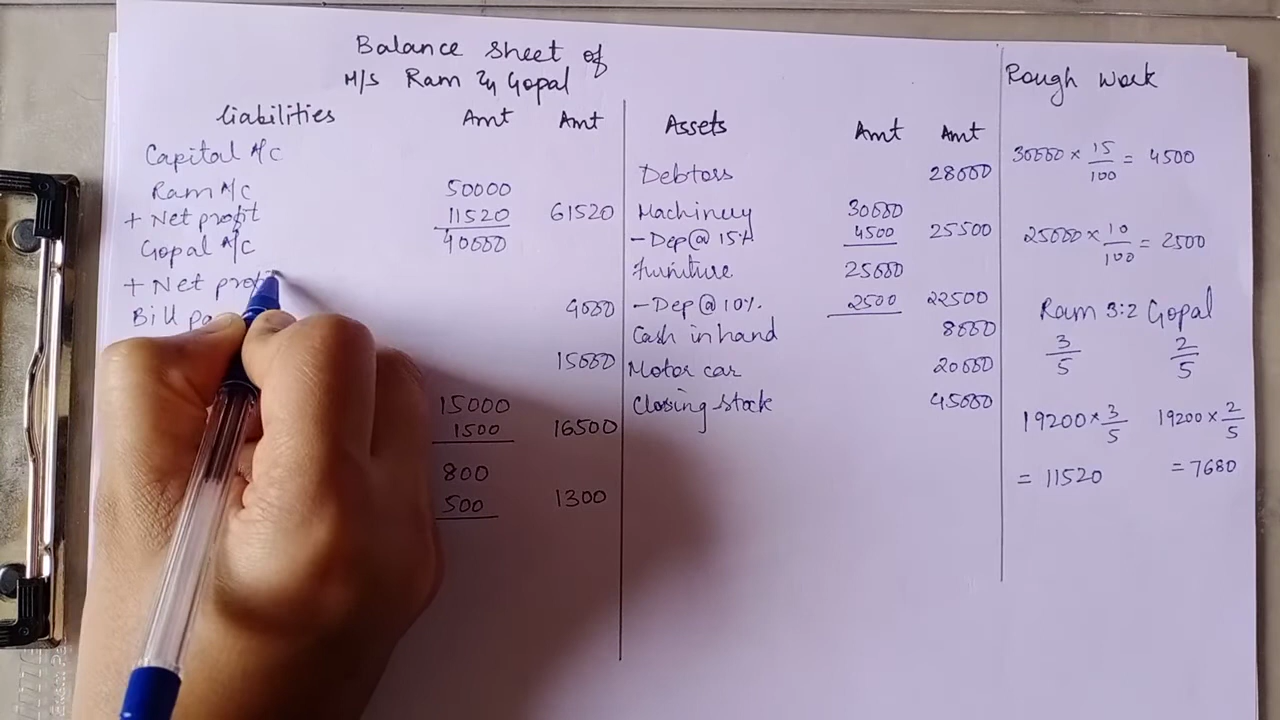 Balance Sheet of
M/S Ram & Gopal
Liabilities Amt Amt
Capital A/C
Ram A/C 50000
+ Net profit 11520 61520
Gopal A/C 40000
+ Net profit
Bill 9000
15000
15000
1500 16500
800
500 1300
Assets Amt Amt
Debtors 28000
Machinery 30000
- Dep @ 15% 4500 25500
Furniture 25000
- Dep @ 10% 2500 22500
Cash in hand 8000
Motor car 20000
Closing stock 45000
Rough Work
30000 × 15/100 = 4500
25000 × 10/100 = 2500
Ram 3:2 Gopal
3/5 2/5
19200 × 3/5 19200 × 2/5
= 11520 = 7680